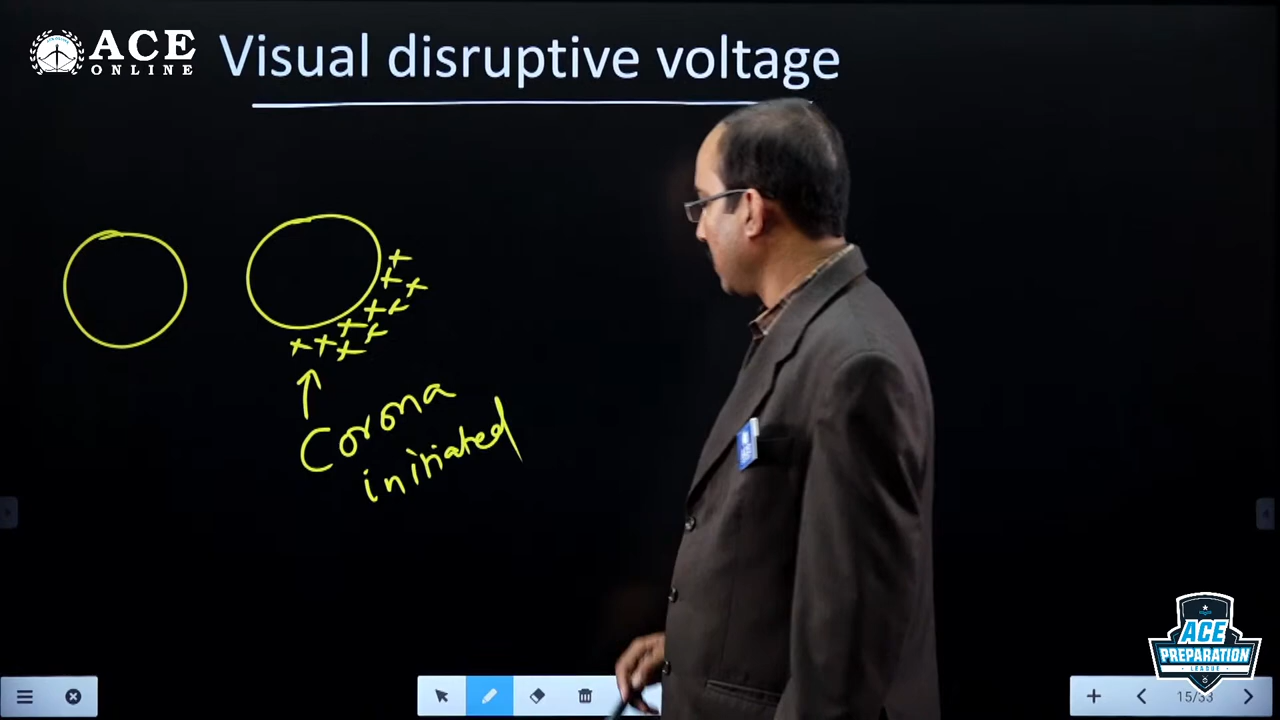 ACE
ONLINE
Visual disruptive voltage
Corona
initiated
15/33
ACE
PREPARATION
LEAGUE